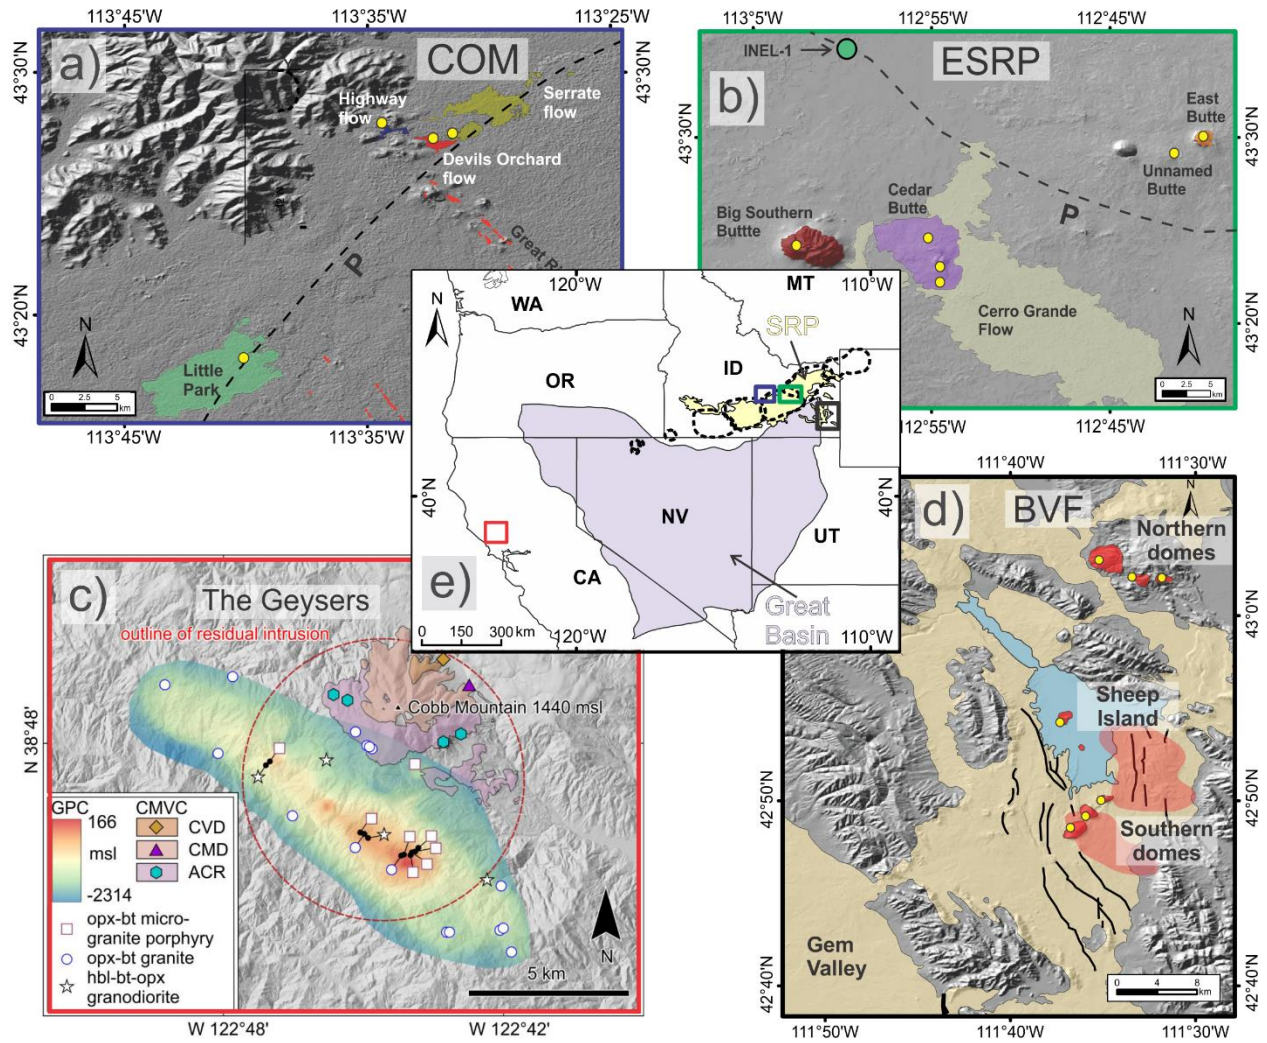 113°45'W
113°35'W
113°25'W
a)
COM
43°30'N
43°30'N
Highway
flow
Serrate
flow
Devils Orchard
flow
Great R
P
43°20'N
N
Little
Park
0 2.5 5
km
113°45'W
113°35'W
113°5'W
112°55'W
112°45'W
INEL-1
ESRP
b)
East
Butte
43°30'N
43°30'N
Unnamed
Butte
Cedar
Butte
P
Big Southern
Buttte
Cerro Grande
Flow
N
43°20'N
0 2.5 5
km
112°55'W
112°45'W
120°W
110°W
MT
N
WA
SRP
OR
ID
40°N
40°N
NV
UT
CA
e)
Great
Basin
0 150 300 km
120°W
110°W
c)
The Geysers
outline of residual intrusion
Cobb Mountain 1440 msl
N 38°48'
N 38°48'
GPC
CMVC
166
CVD
msl
CMD
-2314
ACR
opx-bt micro-
granite porphyry
opx-bt granite
hbl-bt-opx
granodiorite
N
5 km
W 122°48'
W 122°42'
111°40'W
111°30'W
d)
BVF
N
Northern
domes
43°0'N
Sheep
Island
42°50'N
42°50'N
Southern
domes
Gem
Valley
0 4 8
km
42°40'N
42°40'N
111°50'W
111°40'W
111°30'W